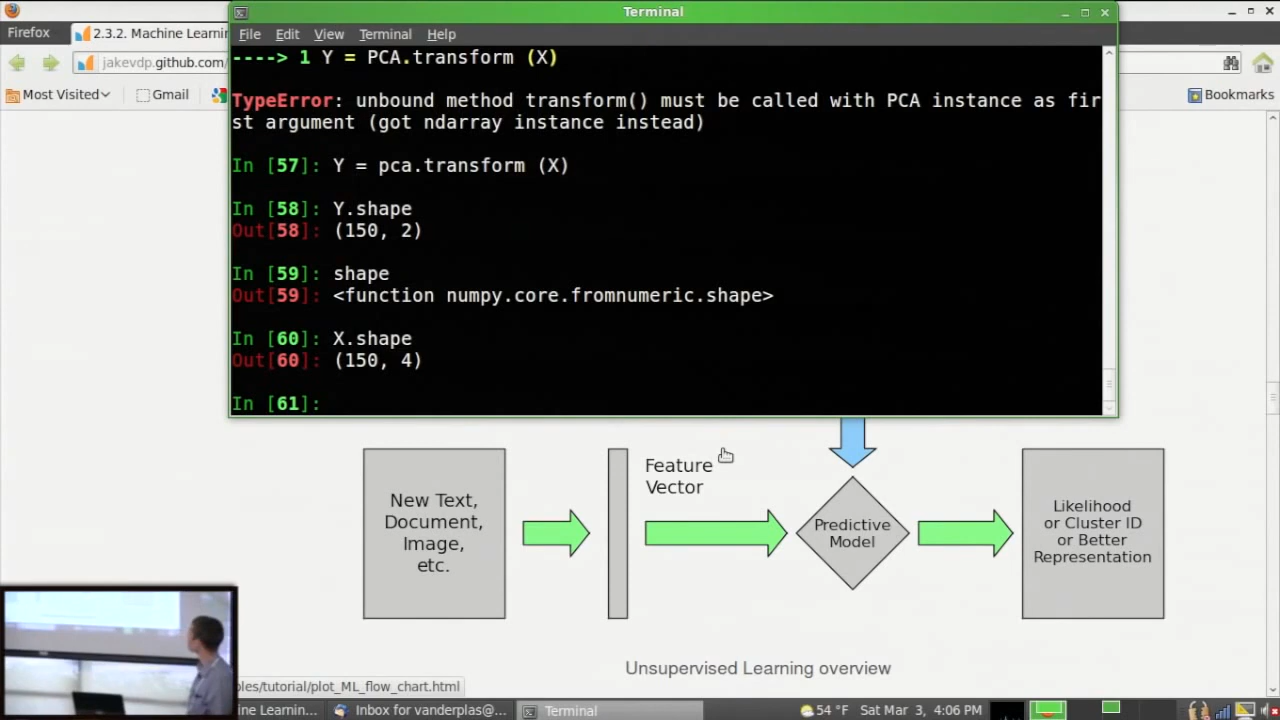 Terminal
Firefox
2.3.2. Machine Learni
File Edit View Terminal Help
jakevdp.github.com/
Most Visited
Gmail
Bookmarks
----> 1 Y = PCA.transform (X)
TypeError: unbound method transform() must be called with PCA instance as fir
st argument (got ndarray instance instead)
In [57]: Y = pca.transform (X)
In [58]: Y.shape
Out[58]: (150, 2)
In [59]: shape
Out[59]: <function numpy.core.fromnumeric.shape>
In [60]: X.shape
Out[60]: (150, 4)
In [61]:
New Text,
Document,
Image,
etc.
Feature
Vector
Predictive
Model
Likelihood
or Cluster ID
or Better
Representation
Unsupervised Learning overview
les/tutorial/plot_ML_flow_chart.html
ne Learning...
Inbox for vanderplas@...
Terminal
54 °F
Sat Mar 3, 4:06 PM